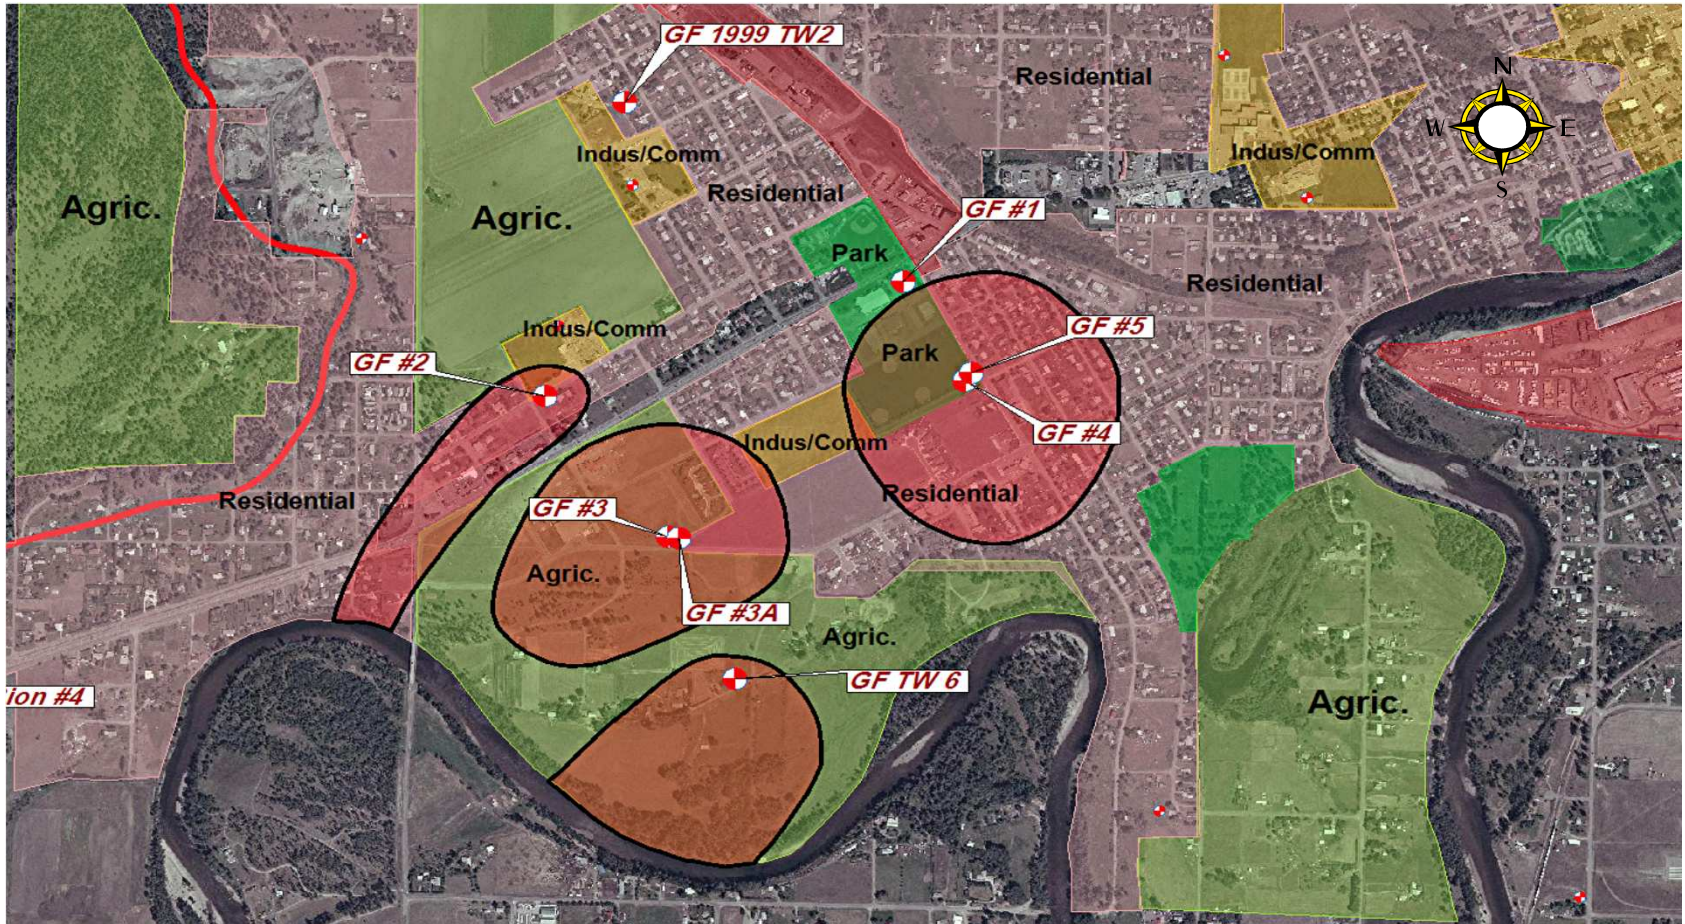 GF 1999 TW2
Residential
N
W
E
S
Indus/Comm
Indus/Comm
Residential
Agric.
Agric.
GF #1
Park
Residential
Indus/Comm
GF #5
Park
GF #2
GF #4
Indus/Comm
Residential
Residential
GF #3
Agric.
GF #3A
Agric.
GF TW 6
ion #4
Agric.